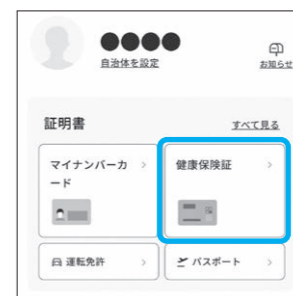 ●●●●
自治体を設定
お知らせ
証明書
すべて見る
マイナンバーカ
ード
健康保険証
運転免許
パスポート